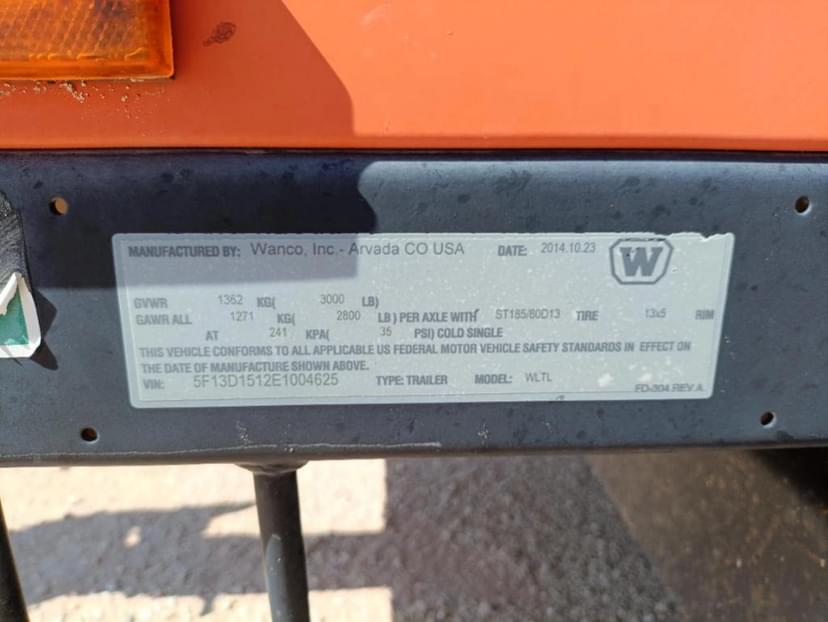 MANUFACTURED BY: Wanco, Inc.- Arvada CO USA DATE: 2014.10.23 W
GVWR 1362 KG( 3000 LB)
GAWR ALL 1271 KG( 2800 LB ) PER AXLE WITH ST185/80D13 TIRE 13x5 RIM
AT 241 KPA( 35 PSI) COLD SINGLE
THIS VEHICLE CONFORMS TO ALL APPLICABLE US FEDERAL MOTOR VEHICLE SAFETY STANDARDS IN EFFECT ON
THE DATE OF MANUFACTURE SHOWN ABOVE.
VIN: 5F13D1512E1004625 TYPE: TRAILER MODEL: WLTL
FD-304 REV A